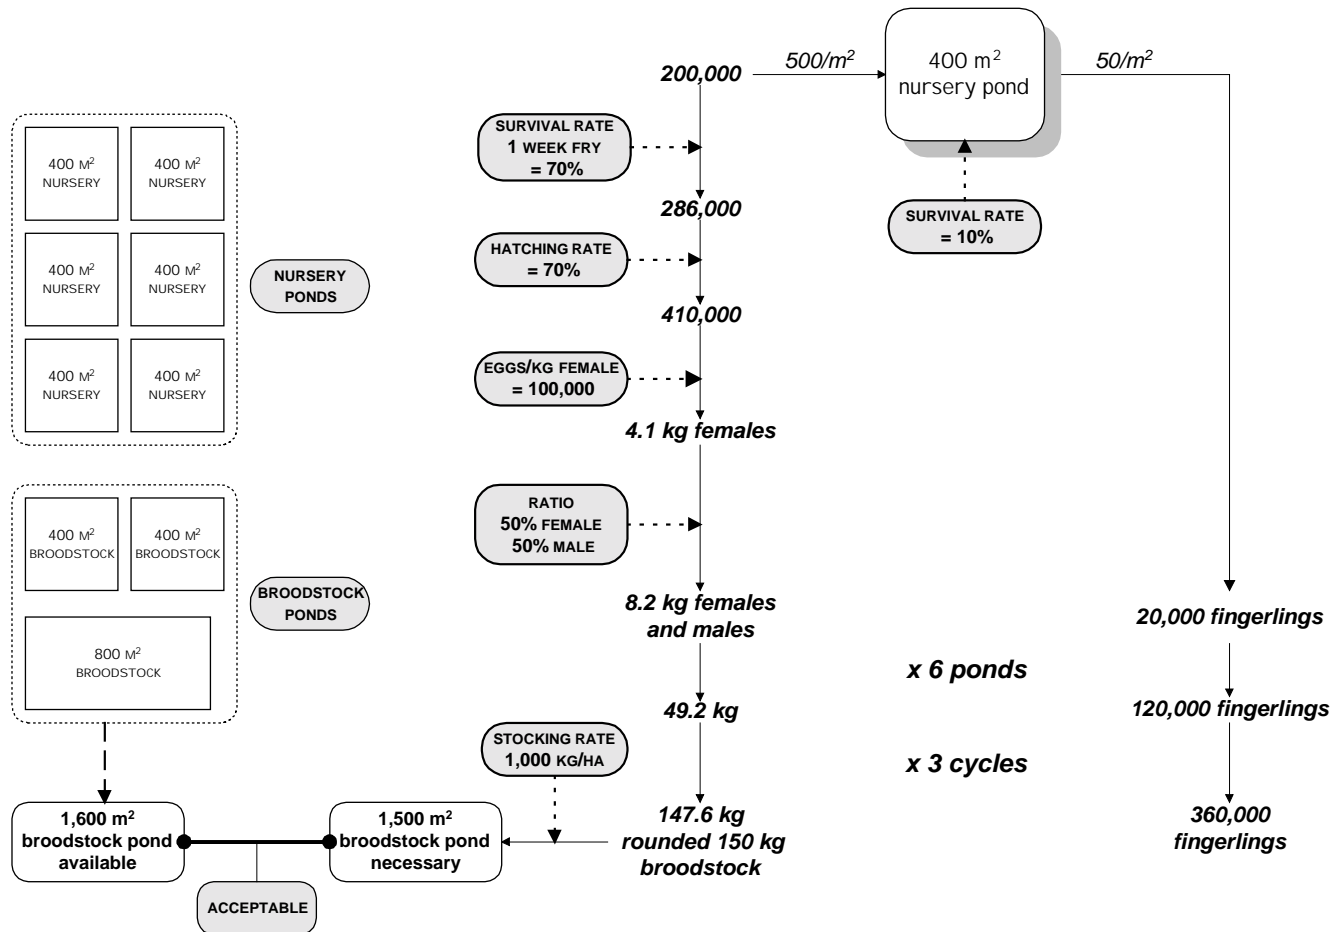 400 M²
NURSERY
400 M²
NURSERY
400 M²
NURSERY
400 M²
NURSERY
400 M²
NURSERY
400 M²
NURSERY
NURSERY
PONDS
400 M²
BROODSTOCK
400 M²
BROODSTOCK
800 M²
BROODSTOCK
BROODSTOCK
PONDS
1,600 m²
broodstock pond
available
ACCEPTABLE
1,500 m²
broodstock pond
necessary
200,000
SURVIVAL RATE
1 WEEK FRY
= 70%
286,000
HATCHING RATE
= 70%
410,000
EGGS/KG FEMALE
= 100,000
4.1 kg females
RATIO
50% FEMALE
50% MALE
8.2 kg females
and males
49.2 kg
STOCKING RATE
1,000 KG/HA
147.6 kg
rounded 150 kg
broodstock
500/m²
400 m²
nursery pond
50/m²
SURVIVAL RATE
= 10%
20,000 fingerlings
x 6 ponds
120,000 fingerlings
x 3 cycles
360,000
fingerlings